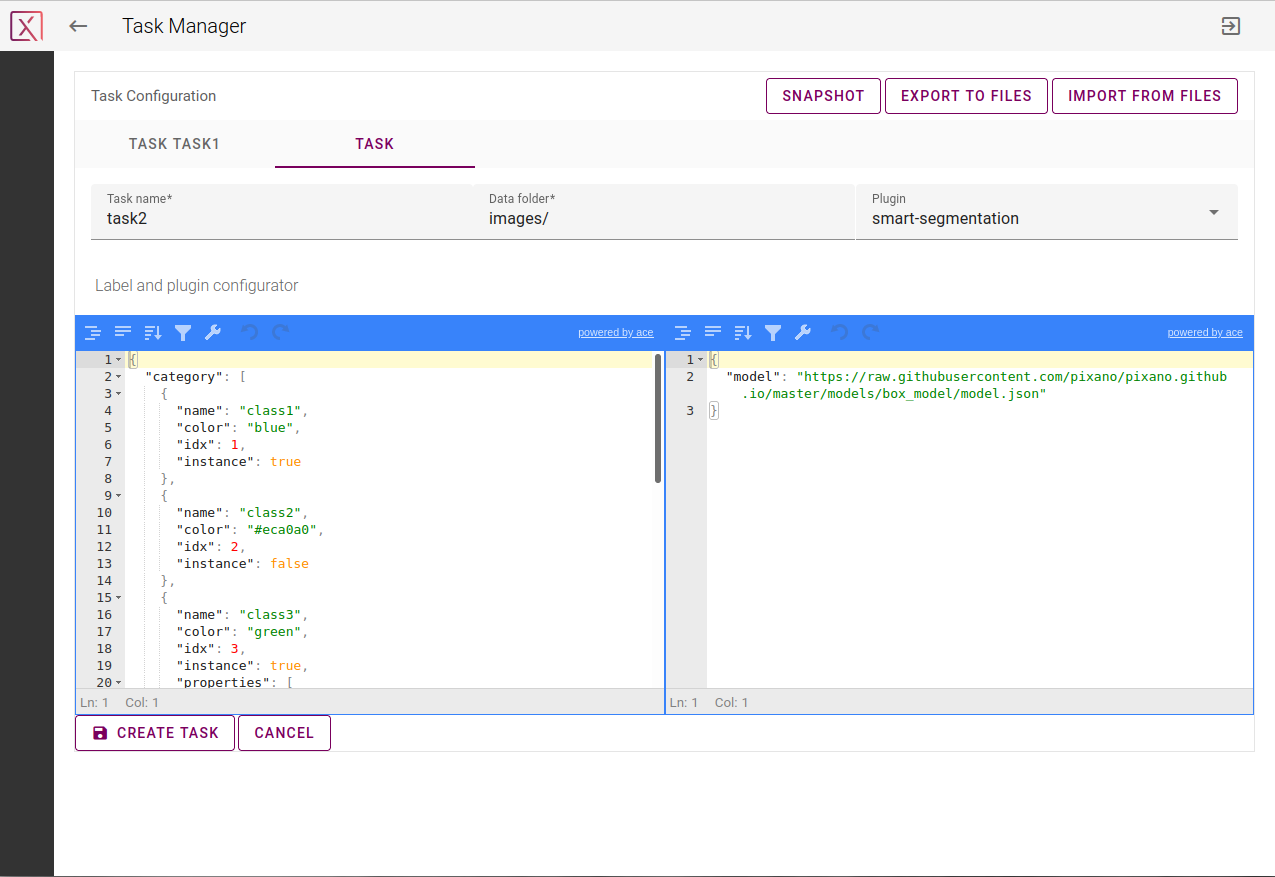 Task Manager
Task Configuration
SNAPSHOT
EXPORT TO FILES
IMPORT FROM FILES
TASK TASK1
TASK
Task name*
task2
Data folder*
images/
Plugin
smart-segmentation
Label and plugin configurator
powered by ace
1 {
2 "category": [
3 {
4 "name": "class1",
5 "color": "blue",
6 "idx": 1,
7 "instance": true
8 },
9 {
10 "name": "class2",
11 "color": "#eca0a0",
12 "idx": 2,
13 "instance": false
14 },
15 {
16 "name": "class3",
17 "color": "green",
18 "idx": 3,
19 "instance": true,
20 "properties": [
Ln: 1 Col: 1
powered by ace
1 {
2 "model": "https://raw.githubusercontent.com/pixano/pixano.github
.io/master/models/box_model/model.json"
3 }
Ln: 1 Col: 1
CREATE TASK
CANCEL